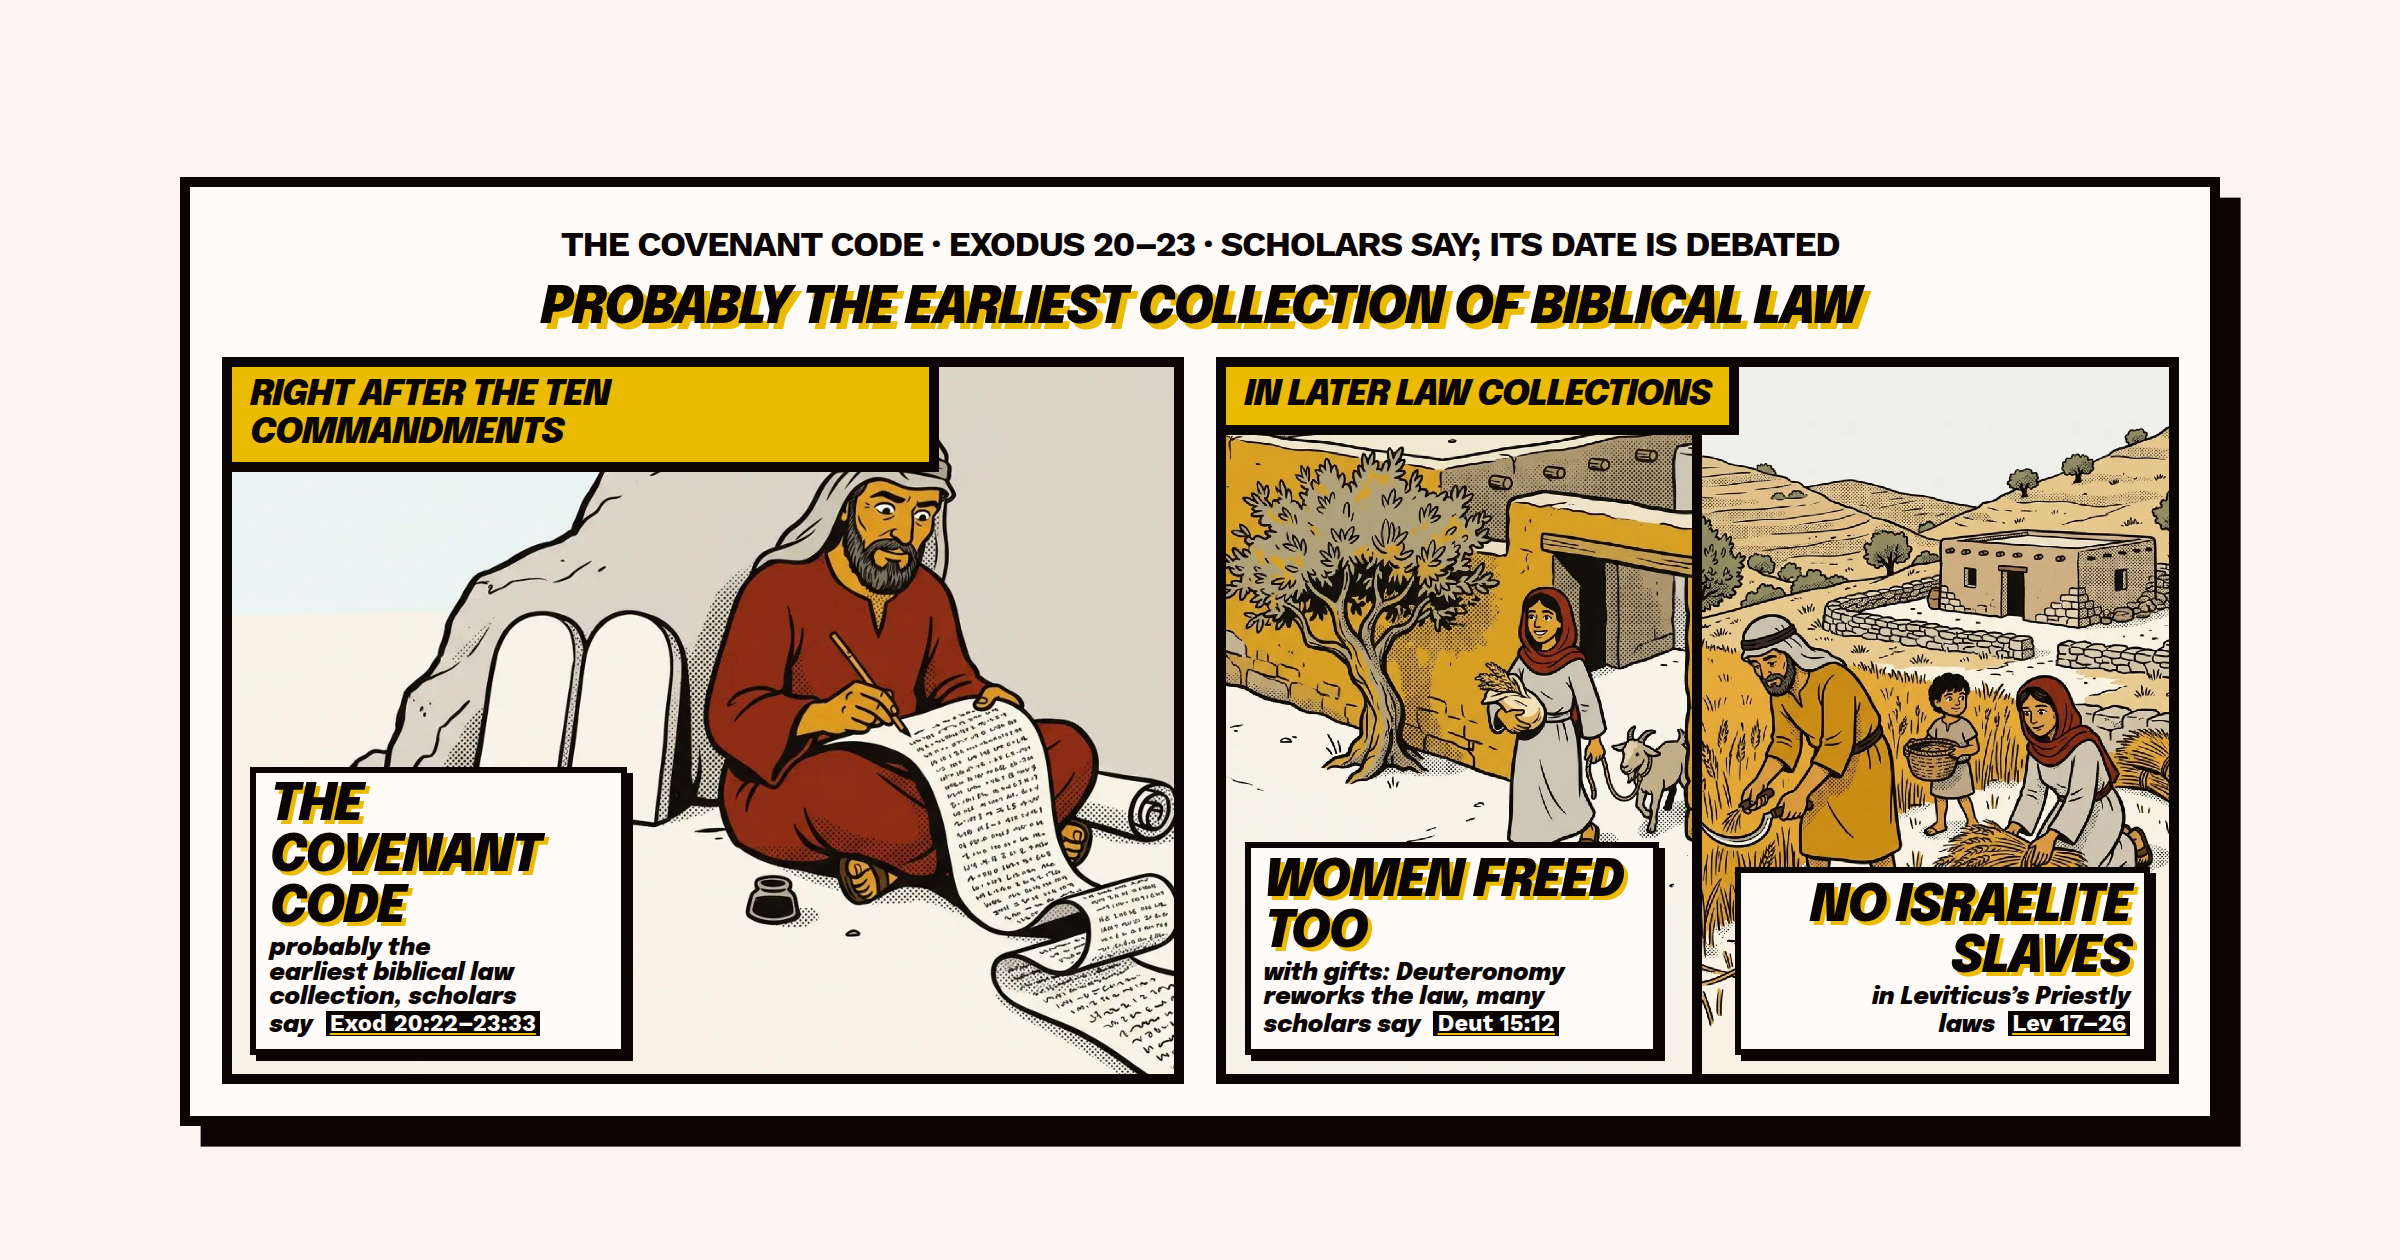 THE COVENANT CODE · EXODUS 20–23 · SCHOLARS SAY; ITS DATE IS DEBATED
PROBABLY THE EARLIEST COLLECTION OF BIBLICAL LAW
RIGHT AFTER THE TEN
COMMANDMENTS
THE
COVENANT
CODE
probably the
earliest biblical law
collection, scholars
say Exod 20:22–23:33
IN LATER LAW COLLECTIONS
WOMEN FREED
TOO
with gifts: Deuteronomy
reworks the law, many
scholars say Deut 15:12
NO ISRAELITE
SLAVES
in Leviticus’s Priestly
laws Lev 17–26